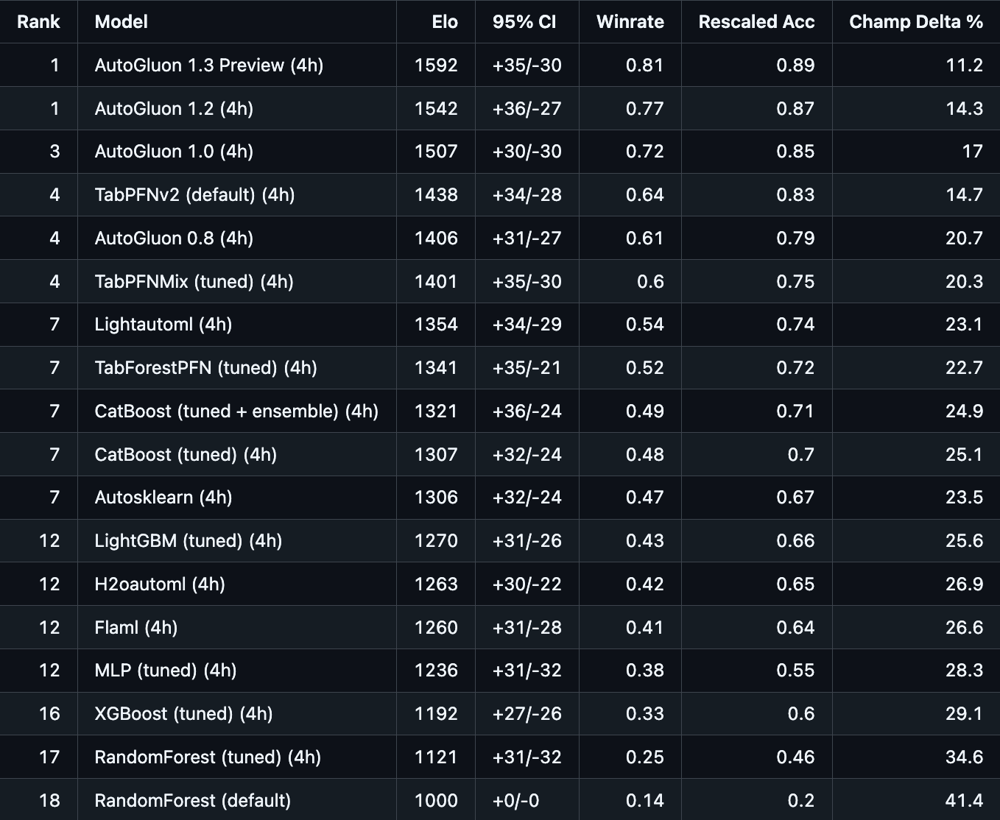 Rank Model Elo 95% CI Winrate Rescaled Acc Champ Delta %
1 AutoGluon 1.3 Preview (4h) 1592 +35/-30 0.81 0.89 11.2
1 AutoGluon 1.2 (4h) 1542 +36/-27 0.77 0.87 14.3
3 AutoGluon 1.0 (4h) 1507 +30/-30 0.72 0.85 17
4 TabPFNv2 (default) (4h) 1438 +34/-28 0.64 0.83 14.7
4 AutoGluon 0.8 (4h) 1406 +31/-27 0.61 0.79 20.7
4 TabPFNMix (tuned) (4h) 1401 +35/-30 0.6 0.75 20.3
7 Lightautoml (4h) 1354 +34/-29 0.54 0.74 23.1
7 TabForestPFN (tuned) (4h) 1341 +35/-21 0.52 0.72 22.7
7 CatBoost (tuned + ensemble) (4h) 1321 +36/-24 0.49 0.71 24.9
7 CatBoost (tuned) (4h) 1307 +32/-24 0.48 0.7 25.1
7 Autosklearn (4h) 1306 +32/-24 0.47 0.67 23.5
12 LightGBM (tuned) (4h) 1270 +31/-26 0.43 0.66 25.6
12 H2oautoml (4h) 1263 +30/-22 0.42 0.65 26.9
12 Flaml (4h) 1260 +31/-28 0.41 0.64 26.6
12 MLP (tuned) (4h) 1236 +31/-32 0.38 0.55 28.3
16 XGBoost (tuned) (4h) 1192 +27/-26 0.33 0.6 29.1
17 RandomForest (tuned) (4h) 1121 +31/-32 0.25 0.46 34.6
18 RandomForest (default) 1000 +0/-0 0.14 0.2 41.4